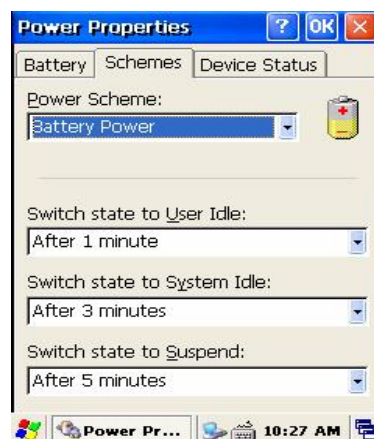 Power Properties ? OK ×
Battery Schemes Device Status
Power Scheme:
Battery Power
Switch state to User Idle:
After 1 minute
Switch state to System Idle:
After 3 minutes
Switch state to Suspend:
After 5 minutes
Power Pr... 10:27 AM